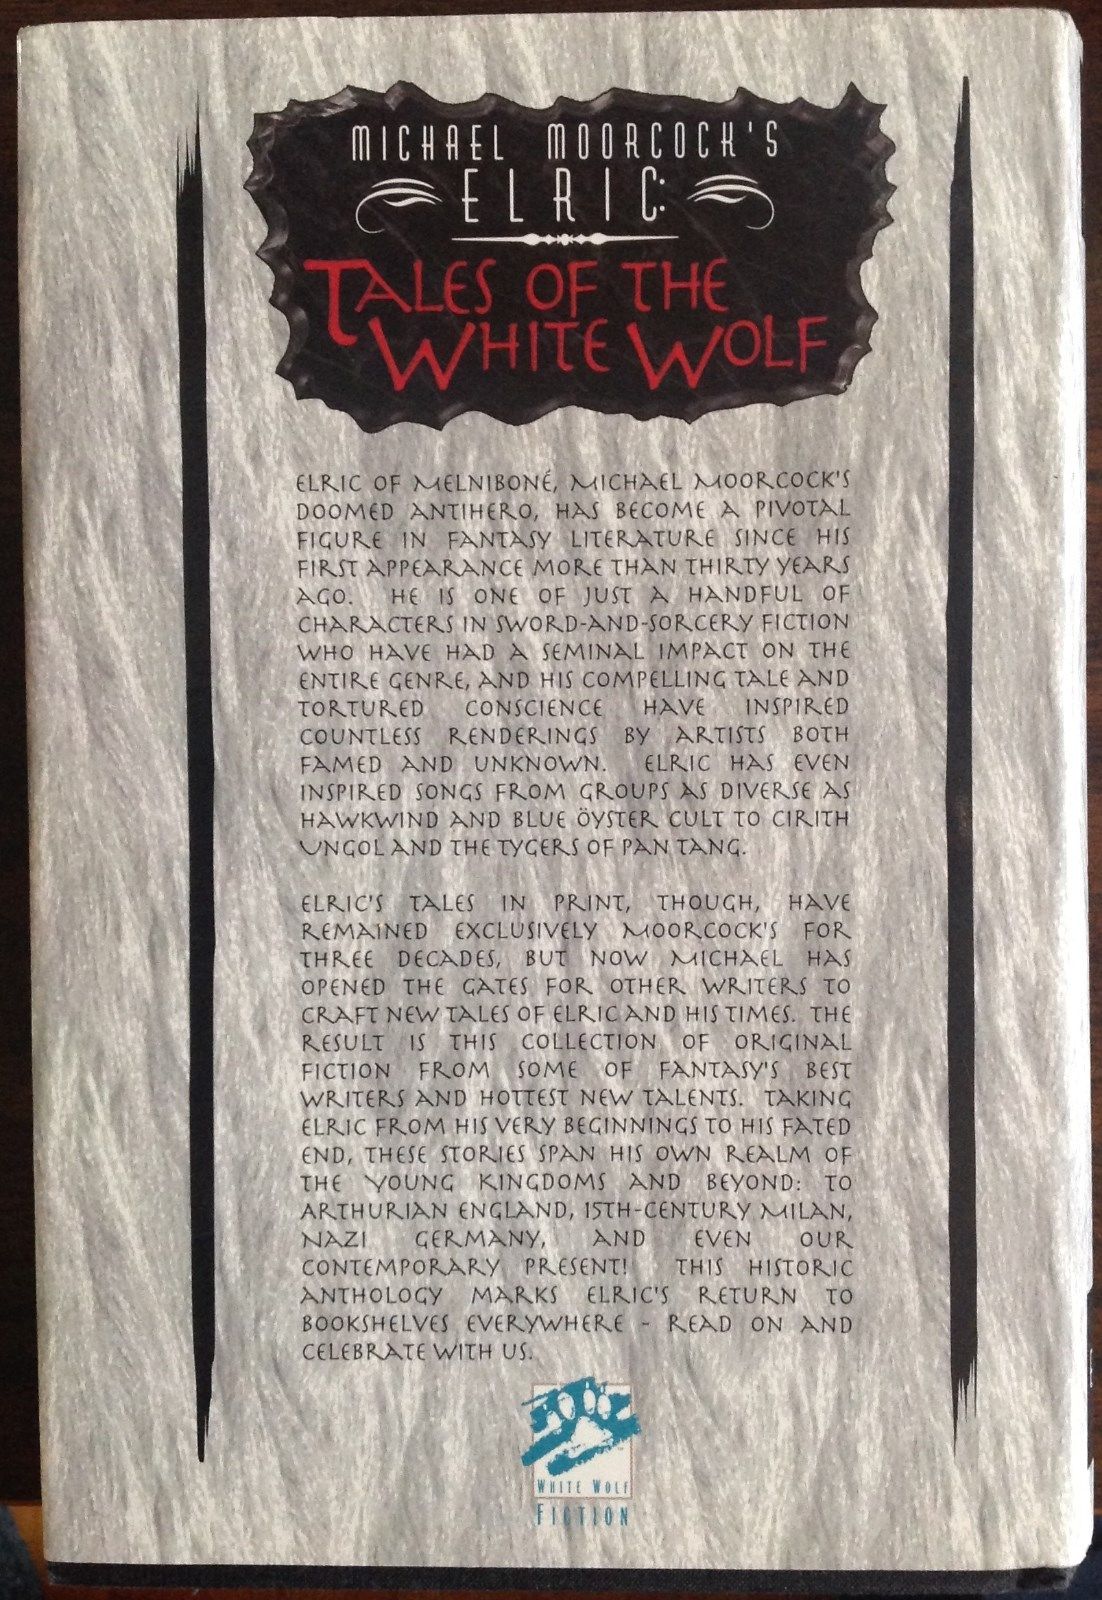 MICHAEL MOORCOCK'S
ELRIC:
TALES OF THE
WHITE WOLF
ELRIC OF MELNIBONÉ, MICHAEL MOORCOCK'S
DOOMED ANTIHERO, HAS BECOME A PIVOTAL
FIGURE IN FANTASY LITERATURE SINCE HIS
FIRST APPEARANCE MORE THAN THIRTY YEARS
AGO. HE IS ONE OF JUST A HANDFUL OF
CHARACTERS IN SWORD-AND-SORCERY FICTION
WHO HAVE HAD A SEMINAL IMPACT ON THE
ENTIRE GENRE, AND HIS COMPELLING TALE AND
TORTURED CONSCIENCE HAVE INSPIRED
COUNTLESS RENDERINGS BY ARTISTS BOTH
FAMED AND UNKNOWN. ELRIC HAS EVEN
INSPIRED SONGS FROM GROUPS AS DIVERSE AS
HAWKWIND AND BLUE ÖYSTER CULT TO CIRITH
UNGOL AND THE TYGERS OF PAN TANG.
ELRIC'S TALES IN PRINT, THOUGH, HAVE
REMAINED EXCLUSIVELY MOORCOCK'S FOR
THREE DECADES, BUT NOW MICHAEL HAS
OPENED THE GATES FOR OTHER WRITERS TO
CRAFT NEW TALES OF ELRIC AND HIS TIMES. THE
RESULT IS THIS COLLECTION OF ORIGINAL
FICTION FROM SOME OF FANTASY'S BEST
WRITERS AND HOTTEST NEW TALENTS. TAKING
ELRIC FROM HIS VERY BEGINNINGS TO HIS FATED
END, THESE STORIES SPAN HIS OWN REALM OF
THE YOUNG KINGDOMS AND BEYOND: TO
ARTHURIAN ENGLAND, 15TH-CENTURY MILAN,
NAZI GERMANY, AND EVEN OUR
CONTEMPORARY PRESENT! THIS HISTORIC
ANTHOLOGY MARKS ELRIC'S RETURN TO
BOOKSHELVES EVERYWHERE - READ ON AND
CELEBRATE WITH US.
WHITE WOLF
FICTION